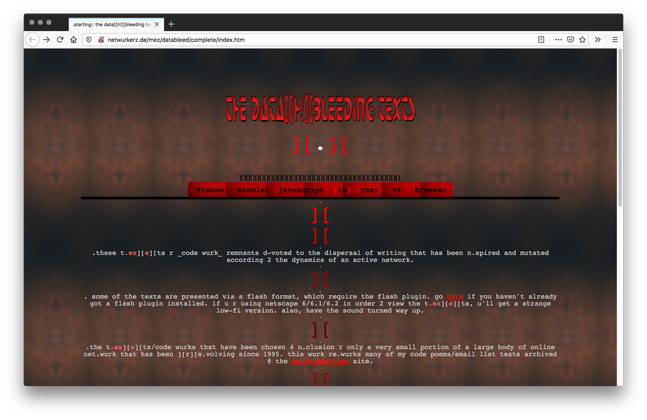 .starting:: the data][h!][bleeding te
netwurkerz.de/mez/datableed/complete/index.htm
THE DATA][H!][BLEEDING TEXTS
][.][
Please enable javascript [in] your +4 Browser
][
][
.these t.ex][e][ts r _code wurk_ remnants d-voted to the dispersal of writing that has been n.spired and mutated
according 2 the dynamics of an active network.
][
. some of the texts are presented via a flash format, which require the flash plugin. go here if you haven't already
got a flash plugin installed. if u r using netscape 6/6.1/6.2 in order 2 view the t.ex][e][ts, u'll get a strange
low-fi version. also, have the sound turned way up.
][
.the t.ex][e][ts/code wurks that have been chosen 4 n.clusion r only a very small portion of a large body of online
net.wurk that has been ][r][e.volving since 1995. this wurk re.wurks many of my code poems/email list texts archived
@ the site.
][